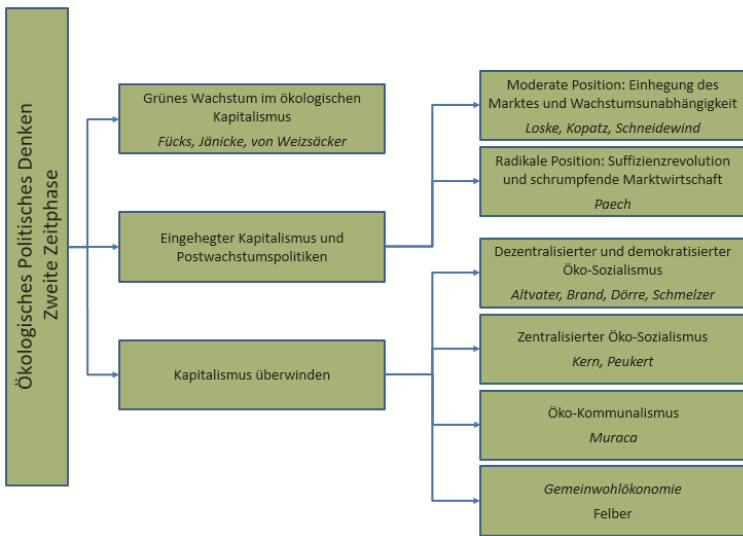 Ökologisches Politisches Denken
Zweite Zeitphase
Grünes Wachstum im ökologischen
Kapitalismus
Fücks, Jänicke, von Weizsäcker
Eingehegter Kapitalismus und
Postwachstumspolitiken
Kapitalismus überwinden
Moderate Position: Einhegung des
Marktes und Wachstumsunabhängigkeit
Loske, Kopatz, Schneidewind
Radikale Position: Suffizienzrevolution
und schrumpfende Marktwirtschaft
Paech
Dezentralisierter und demokratisierter
Öko-Sozialismus
Altvater, Brand, Dörre, Schmelzer
Zentralisierter Öko-Sozialismus
Kern, Peukert
Öko-Kommunalismus
Muraca
Gemeinwohlökonomie
Felber